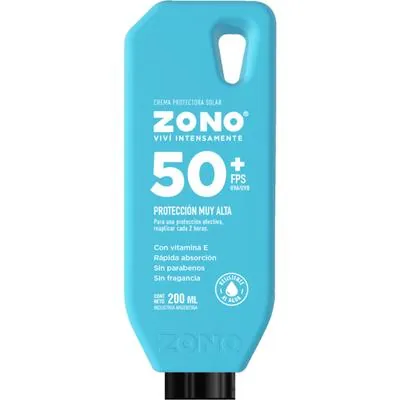 CREMA PROTECTORA SOLAR
ZONO®
VIVÍ INTENSAMENTE
50+
FPS
UVA/UVB
PROTECCIÓN MUY ALTA
Para una protección efectiva,
reaplicar cada 2 horas.
Con vitamina E
Rápida absorción
Sin parabenos
Sin fragancia
RESISTENTE
AL AGUA
CONT.
NETO
200 ML
INDUSTRIA ARGENTINA
ZONO